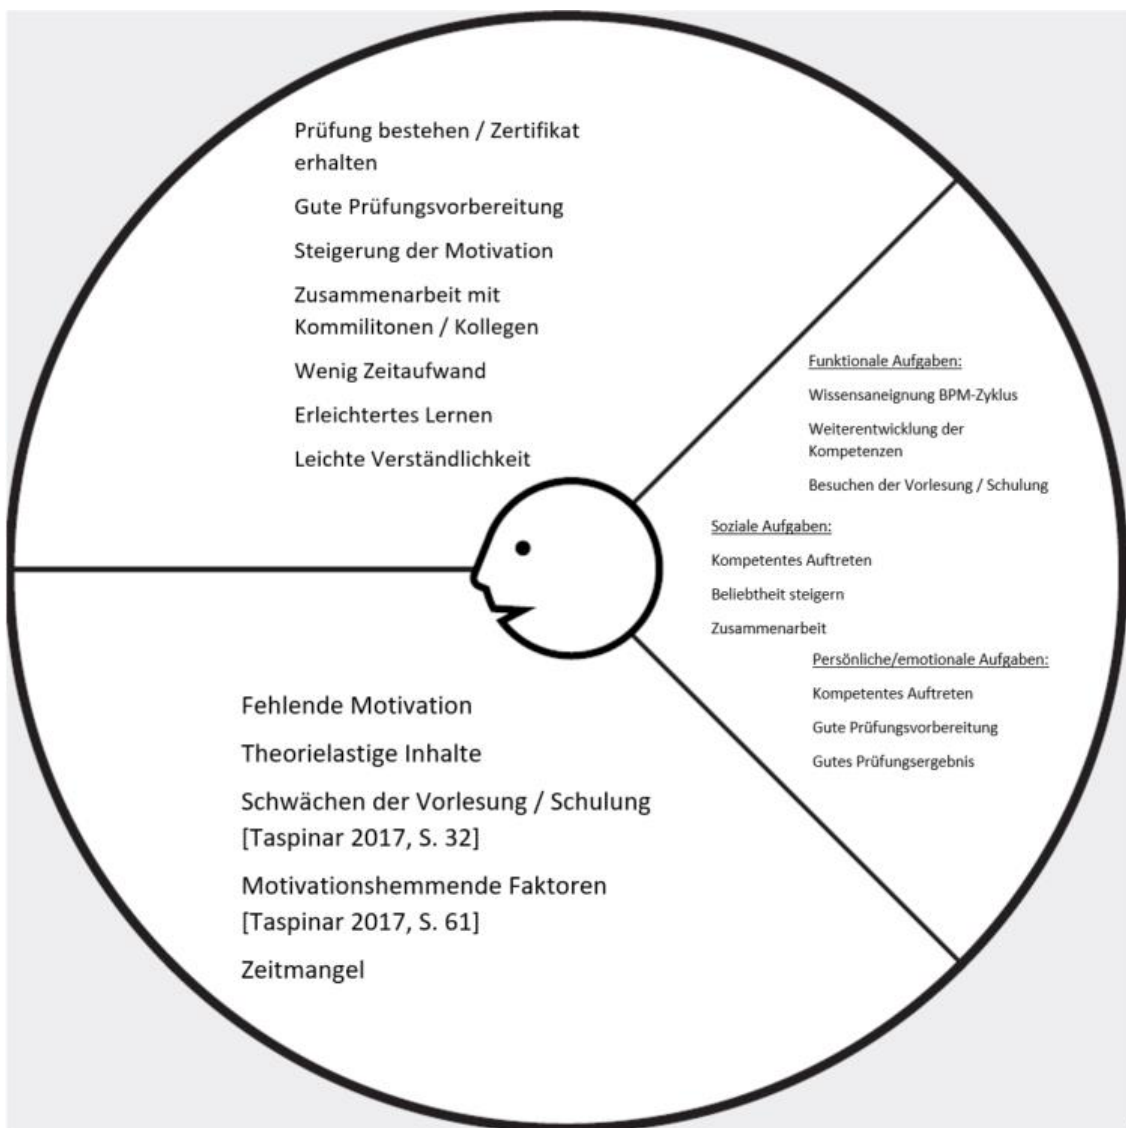 Prüfung bestehen / Zertifikat
erhalten
Gute Prüfungsvorbereitung
Steigerung der Motivation
Zusammenarbeit mit
Kommilitonen / Kollegen
Wenig Zeitaufwand
Erleichtertes Lernen
Leichte Verständlichkeit
Funktionale Aufgaben:
Wissensaneignung BPM-Zyklus
Weiterentwicklung der
Kompetenzen
Besuchen der Vorlesung / Schulung
Soziale Aufgaben:
Kompetentes Auftreten
Beliebtheit steigern
Zusammenarbeit
Persönliche/emotionale Aufgaben:
Kompetentes Auftreten
Gute Prüfungsvorbereitung
Gutes Prüfungsergebnis
Fehlende Motivation
Theorielastige Inhalte
Schwächen der Vorlesung / Schulung
[Taspinar 2017, S. 32]
Motivationshemmende Faktoren
[Taspinar 2017, S. 61]
Zeitmangel